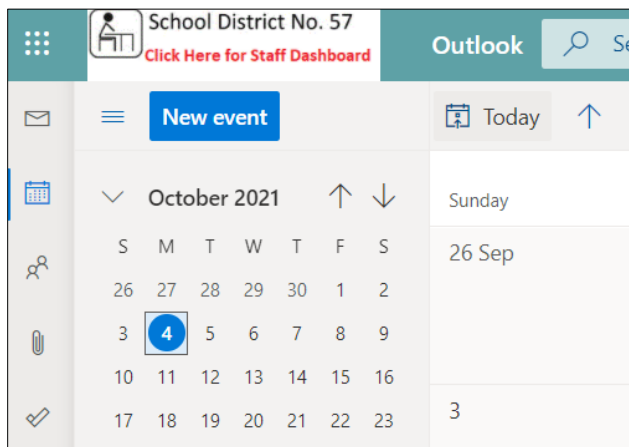 School District No. 57
Click Here for Staff Dashboard
Outlook
New event
Today
October 2021
S M T W T F S
26 27 28 29 30 1 2
3 4 5 6 7 8 9
10 11 12 13 14 15 16
17 18 19 20 21 22 23
Sunday
26 Sep
3